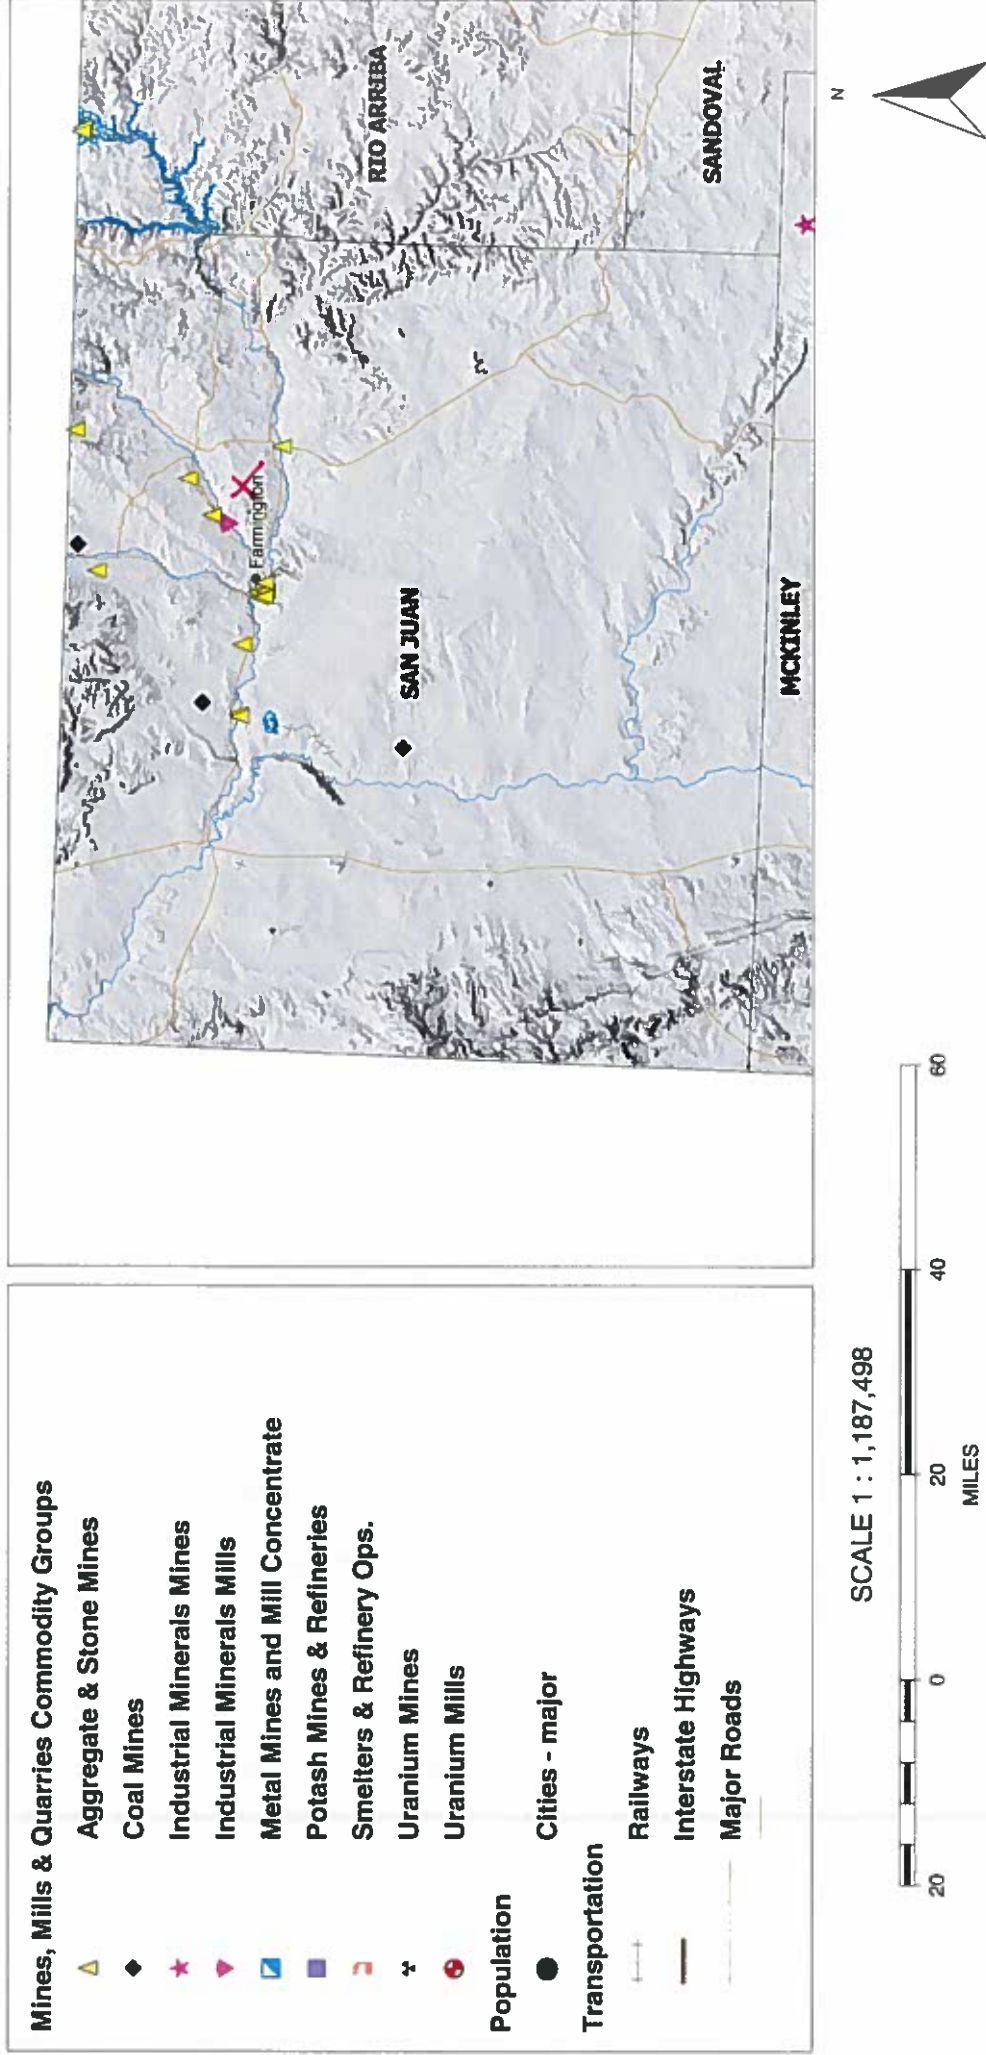 Mines, Mills & Quarries Commodity Groups
Aggregate & Stone Mines
Coal Mines
Industrial Minerals Mines
Industrial Minerals Mills
Metal Mines and Mill Concentrate
Potash Mines & Refineries
Smelters & Refinery Ops.
Uranium Mines
Uranium Mills
Population
Cities - major
Transportation
Railways
Interstate Highways
Major Roads
Farmington
SAN JUAN
RIO ARRIBA
SANDOVAL
MCKINLEY
SCALE 1 : 1,187,498
20 0 20 40 60
MILES
N